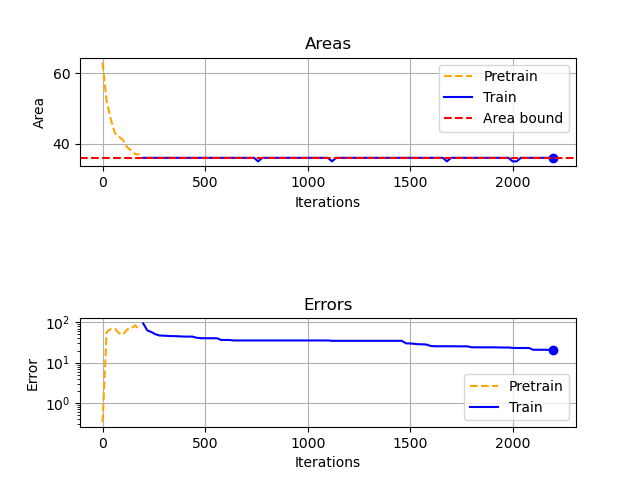 Areas
60
40
Area
Pretrain
Train
Area bound
0 500 1000 1500 2000
Iterations
Errors
10²
10¹
10⁰
Error
Pretrain
Train
0 500 1000 1500 2000
Iterations